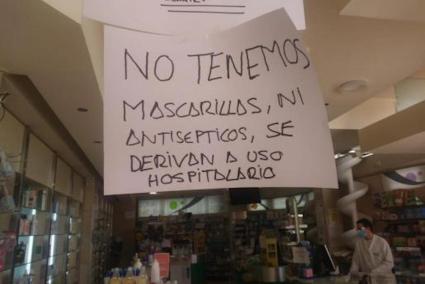 NO TENEMOS
MASCARILLAS, NI
ANTISEPTICOS, SE
DERIVAN A USO
HOSPITALARIO